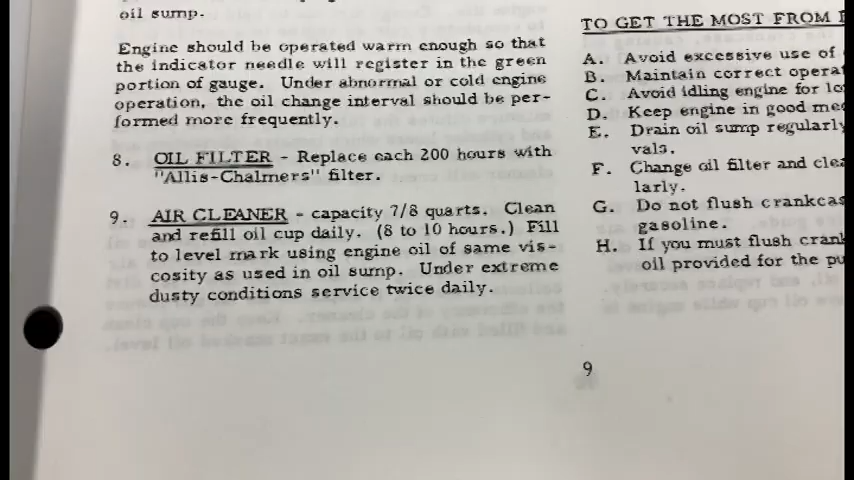 oil sump.
Engine should be operated warm enough so that
the indicator needle will register in the green
portion of gauge. Under abnormal or cold engine
operation, the oil change interval should be per-
formed more frequently.
8. OIL FILTER - Replace each 200 hours with
"Allis-Chalmers" filter.
9. AIR CLEANER - capacity 7/8 quarts. Clean
and refill oil cup daily. (8 to 10 hours.) Fill
to level mark using engine oil of same vis-
cosity as used in oil sump. Under extreme
dusty conditions service twice daily.
TO GET THE MOST FROM
A. Avoid excessive use of
B. Maintain correct opera
C. Avoid idling engine for lo
D. Keep engine in good me
E. Drain oil sump regularly
vals.
F. Change oil filter and clea
larly.
G. Do not flush crankcas
gasoline.
H. If you must flush crank
oil provided for the pu
9